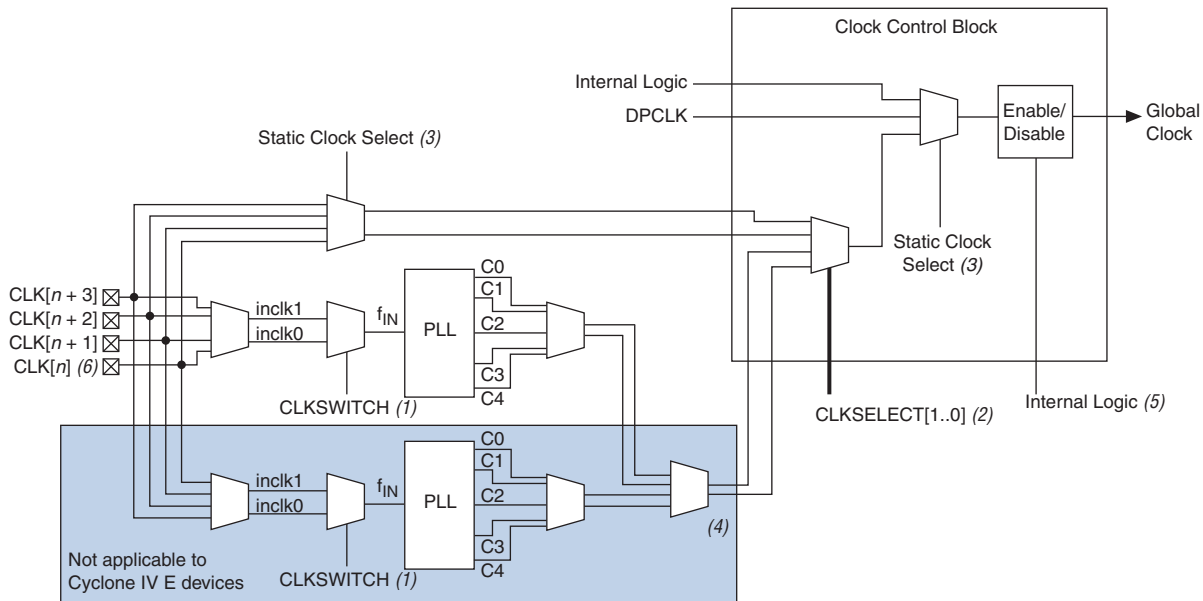 Clock Control Block
Internal Logic
DPCLK
Enable/
Disable
Global
Clock
Static Clock Select (3)
Static Clock
Select (3)
CLK[n + 3]
CLK[n + 2]
CLK[n + 1]
CLK[n] (6)
inclk1
inclk0
fIN
PLL
C0
C1
C2
C3
C4
CLKSWITCH (1)
CLKSELECT[1..0] (2)
Internal Logic (5)
inclk1
inclk0
fIN
PLL
C0
C1
C2
C3
C4
(4)
CLKSWITCH (1)
Not applicable to
Cyclone IV E devices